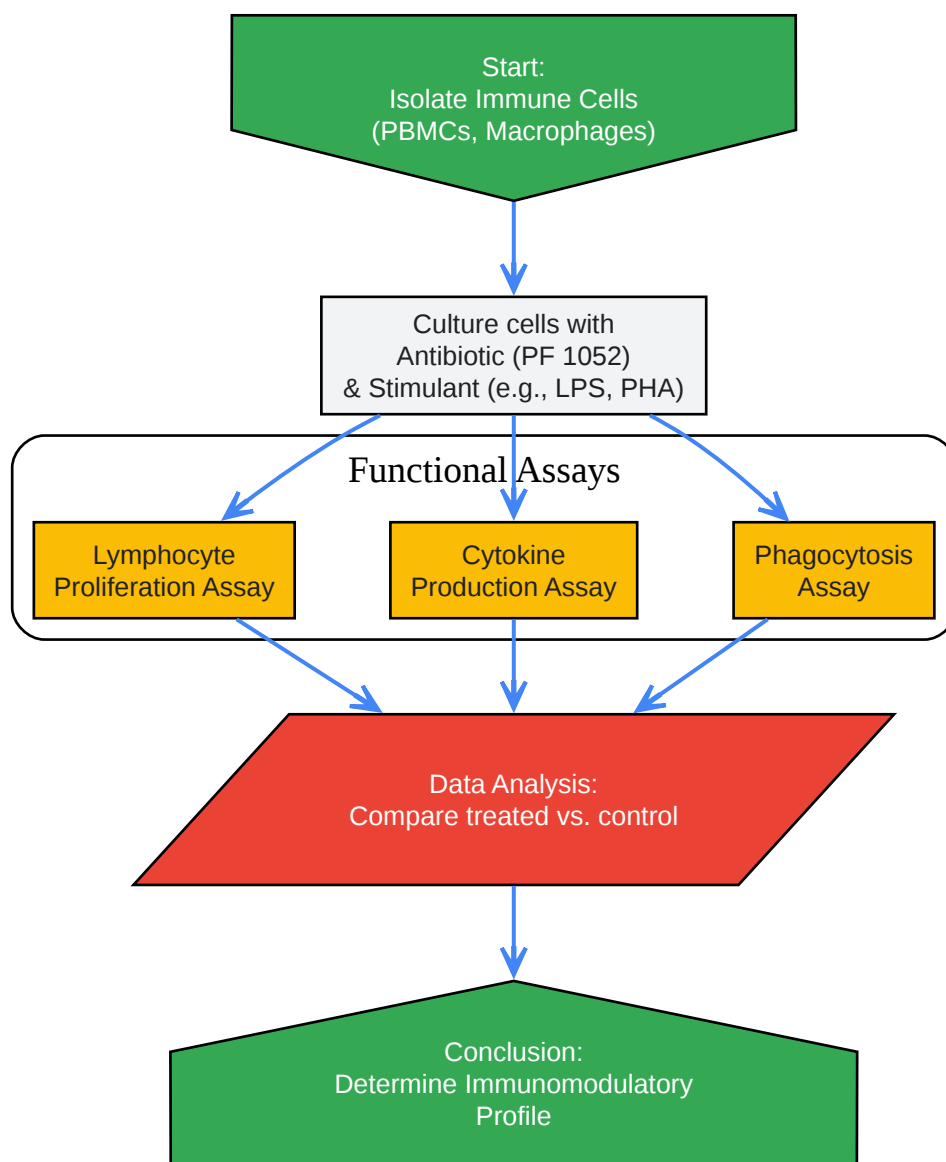 Start:
Isolate Immune Cells
(PBMCs, Macrophages)
Culture cells with
Antibiotic (PF 1052)
& Stimulant (e.g., LPS, PHA)
Functional Assays
Lymphocyte
Proliferation Assay
Cytokine
Production Assay
Phagocytosis
Assay
Data Analysis:
Compare treated vs. control
Conclusion:
Determine Immunomodulatory
Profile